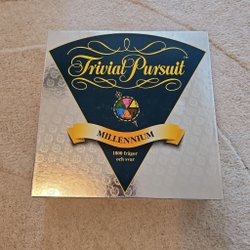 Trivial Pursuit
MILLENNIUM
1800 frågor
och svar